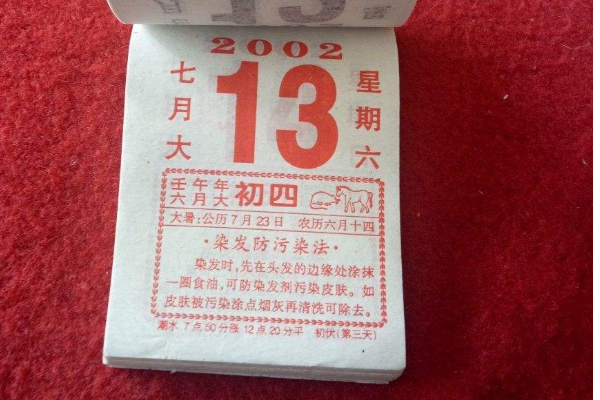 2002
七月大
13
星期六
壬午年
六月大
初四
大暑:公历7月23日 农历六月十四
·染发防污染法·
染发时,先在头发的边缘处涂抹
一圈食油,可防染发剂污染皮肤。如
皮肤被污染涂点烟灰再清洗可除去。
潮水 7点50分涨12点20分平 初伏(第三天)